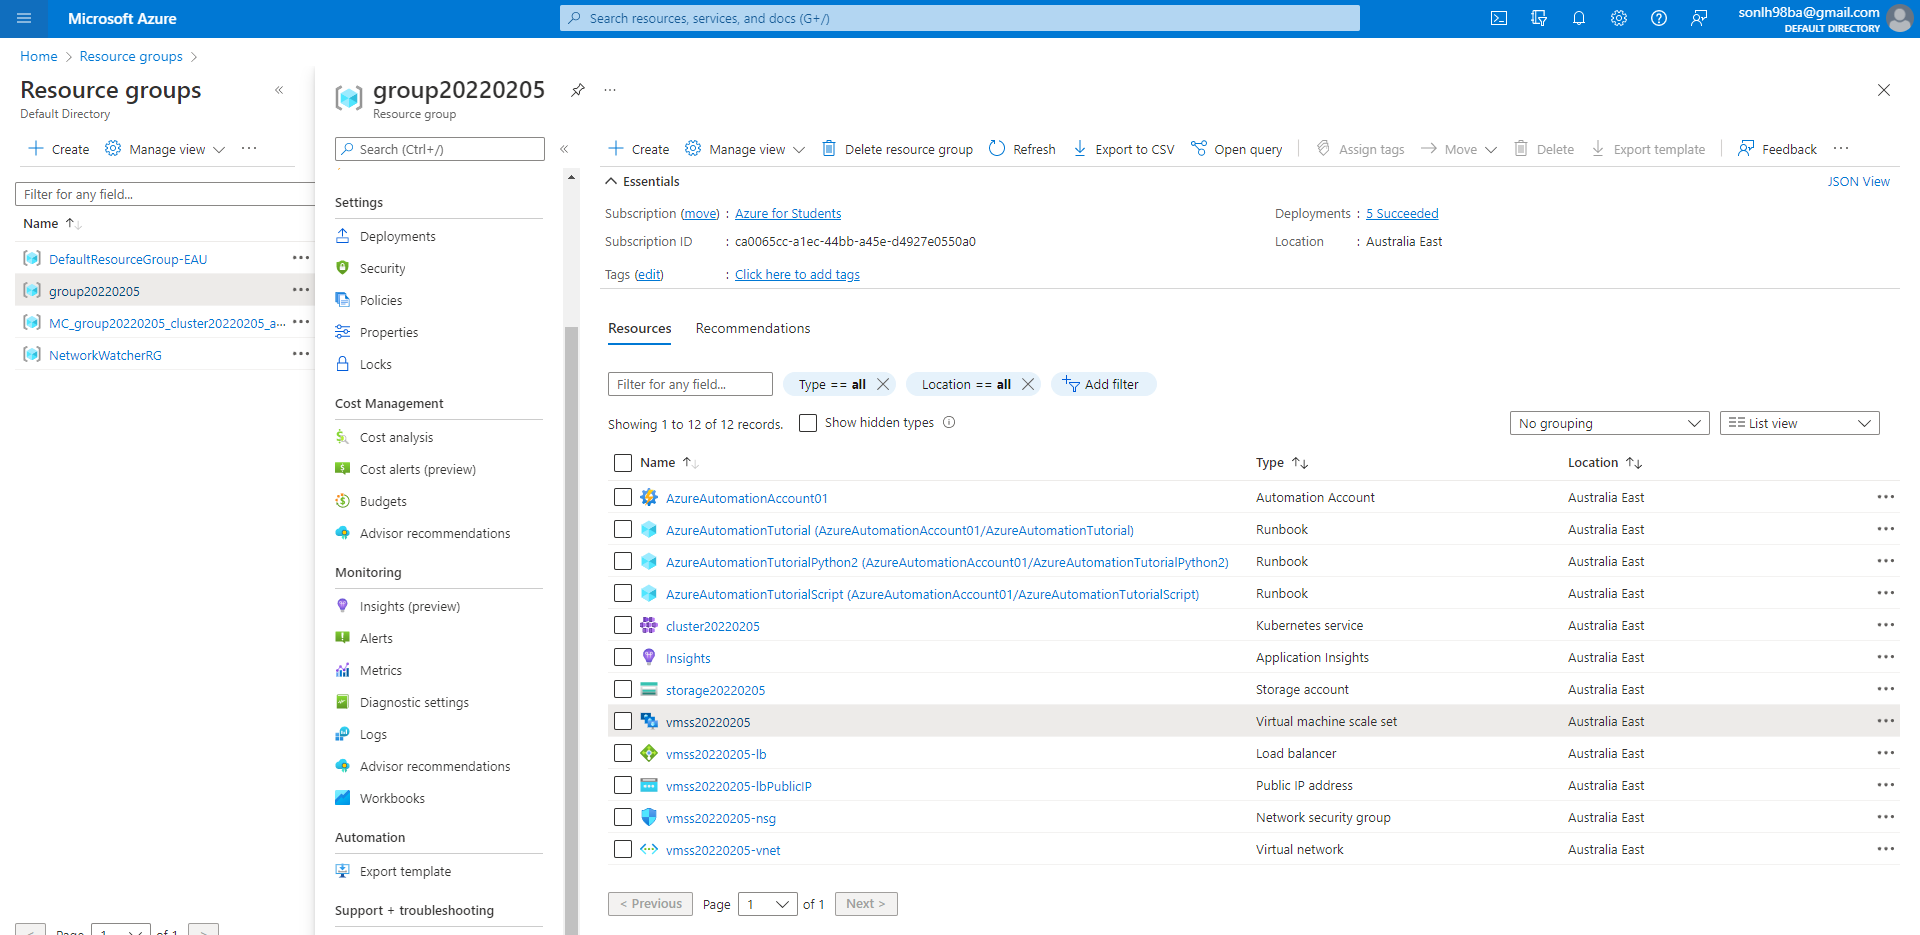 Microsoft Azure
Search resources, services, and docs (G+/)
sonlh98ba@gmail.com
DEFAULT DIRECTORY
Home > Resource groups >
Resource groups
Default Directory
Create Manage view ...
Filter for any field...
Name
DefaultResourceGroup-EAU
group20220205
MC_group20220205_cluster20220205_a...
NetworkWatcherRG
< Page 1 of 1 >
group20220205
Resource group
Search (Ctrl+/)
Settings
Deployments
Security
Policies
Properties
Locks
Cost Management
Cost analysis
Cost alerts (preview)
Budgets
Advisor recommendations
Monitoring
Insights (preview)
Alerts
Metrics
Diagnostic settings
Logs
Advisor recommendations
Workbooks
Automation
Export template
Support + troubleshooting
Create Manage view Delete resource group Refresh Export to CSV Open query Assign tags Move Delete Export template Feedback ...
Essentials JSON View
Subscription (move) : Azure for Students Deployments : 5 Succeeded
Subscription ID : ca0065cc-a1ec-44bb-a45e-d4927e0550a0 Location : Australia East
Tags (edit) : Click here to add tags
Resources Recommendations
Filter for any field... Type == all Location == all Add filter
Showing 1 to 12 of 12 records. Show hidden types No grouping List view
Name Type Location
AzureAutomationAccount01 Automation Account Australia East
AzureAutomationTutorial (AzureAutomationAccount01/AzureAutomationTutorial) Runbook Australia East
AzureAutomationTutorialPython2 (AzureAutomationAccount01/AzureAutomationTutorialPython2) Runbook Australia East
AzureAutomationTutorialScript (AzureAutomationAccount01/AzureAutomationTutorialScript) Runbook Australia East
cluster20220205 Kubernetes service Australia East
Insights Application Insights Australia East
storage20220205 Storage account Australia East
vmss20220205 Virtual machine scale set Australia East
vmss20220205-lb Load balancer Australia East
vmss20220205-lbPublicIP Public IP address Australia East
vmss20220205-nsg Network security group Australia East
vmss20220205-vnet Virtual network Australia East
< Previous Page 1 of 1 Next >